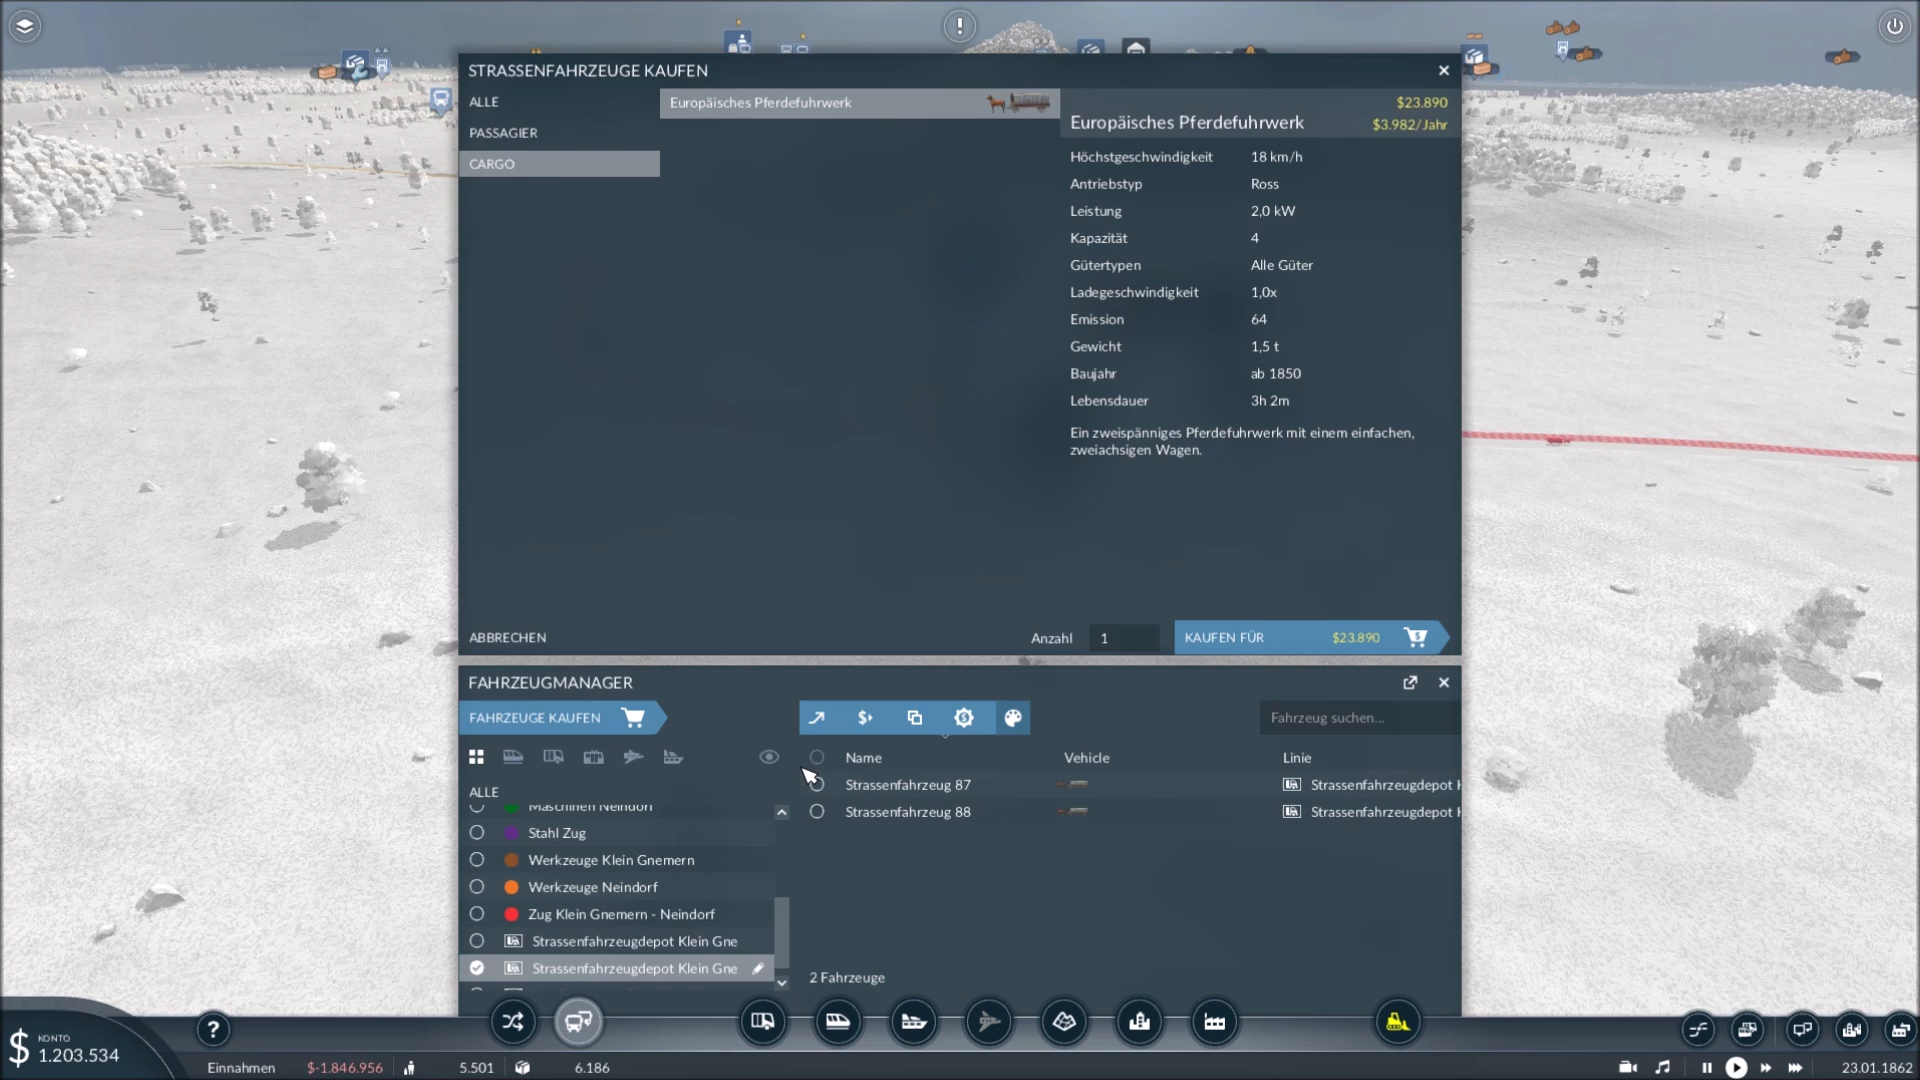 STRASSENFAHRZEUGE KAUFEN
ALLE
PASSAGIER
CARGO
Europäisches Pferdefuhrwerk
$23.890
Europäisches Pferdefuhrwerk
$3.982/Jahr
Höchstgeschwindigkeit 18 km/h
Antriebstyp Ross
Leistung 2,0 kW
Kapazität 4
Gütertypen Alle Güter
Ladegeschwindigkeit 1,0x
Emission 64
Gewicht 1,5 t
Baujahr ab 1850
Lebensdauer 3h 2m
Ein zweispänniges Pferdefuhrwerk mit einem einfachen,
zweiachsigen Wagen.
ABBRECHEN
Anzahl 1
KAUFEN FÜR $23.890
FAHRZEUGMANAGER
FAHRZEUGE KAUFEN
Fahrzeug suchen...
ALLE
Maschinen Neindorf
Stahl Zug
Werkzeuge Klein Gnemern
Werkzeuge Neindorf
Zug Klein Gnemern - Neindorf
Strassenfahrzeugdepot Klein Gne
Strassenfahrzeugdepot Klein Gne
Name Vehicle Linie
Strassenfahrzeug 87 Strassenfahrzeugdepot
Strassenfahrzeug 88 Strassenfahrzeugdepot
2 Fahrzeuge
?
$ KONTO
1.203.534
Einnahmen $-1.846.956 5.501 6.186
23.01.1862